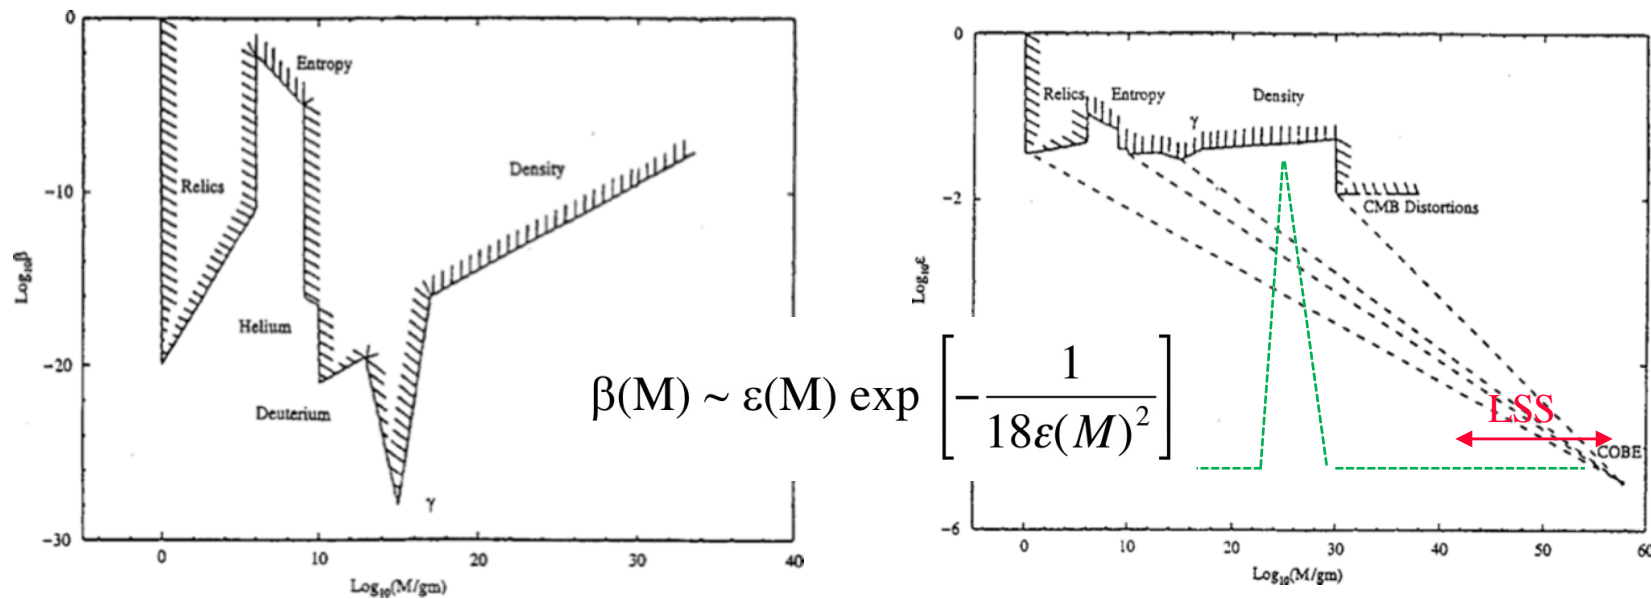 0
-10
-20
-30
0
10
20
30
40
Log₁₀β
Log₁₀(M/gm)
Relics
Entropy
Helium
Deuterium
γ
Density
β(M) ~ ε(M) exp [ - 1 / 18ε(M)² ]
0
-2
-4
-6
0
10
20
30
40
50
60
Log₁₀ε
Log₁₀(M/gm)
Relics
Entropy
γ
Density
CMB Distortions
LSS
COBE